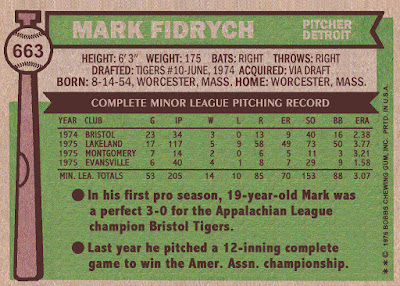 663
MARK FIDRYCH
PITCHER
DETROIT
HEIGHT: 6'3" WEIGHT: 175 BATS: RIGHT THROWS: RIGHT
DRAFTED: TIGERS #10-JUNE, 1974 ACQUIRED: VIA DRAFT
BORN: 8-14-54, WORCESTER, MASS. HOME: WORCESTER, MASS.
COMPLETE MINOR LEAGUE PITCHING RECORD
YEAR CLUB G IP W L R ER SO BB ERA
1974 BRISTOL 23 34 3 0 13 9 40 16 2.38
1975 LAKELAND 17 117 5 9 58 49 73 50 3.77
1975 MONTGOMERY 7 14 2 0 6 5 11 3 3.21
1975 EVANSVILLE 6 40 4 1 8 7 29 9 1.58
MIN. LEA. TOTALS 53 205 14 10 85 70 153 88 3.07
● In his first pro season, 19-year-old Mark was
a perfect 3-0 for the Appalachian League
champion Bristol Tigers.
● Last year he pitched a 12-inning complete
game to win the Amer. Assn. championship.
* * © 1976 BOBBS CHEWING GUM, INC. PRTD. IN U.S.A.